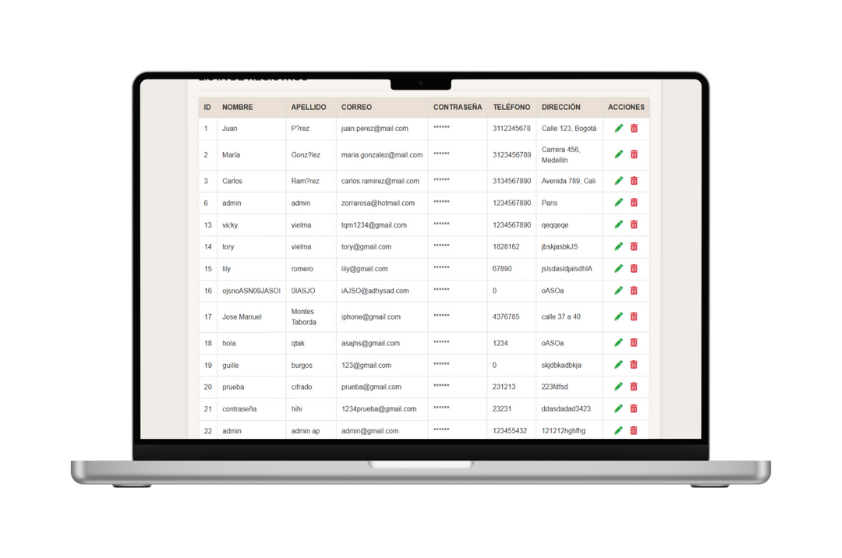 LISTA DE REGISTROS
ID NOMBRE APELLIDO CORREO CONTRASEÑA TELÉFONO DIRECCIÓN ACCIONES
1 Juan P?rez juan.perez@mail.com ****** 3112345678 Calle 123, Bogotá
2 María Gonz?lez maria.gonzalez@mail.com ****** 3123456789 Carrera 456,
Medellín
3 Carlos Ram?rez carlos.ramirez@mail.com ****** 3134567890 Avenida 789, Cali
6 admin admin zorrarosa@hotmail.com ****** 1234567890 Paris
13 vicky vielma tqm1234@gmail.com ****** 1234567890 qeqqeqe
14 tory vielma tory@gmail.com ****** 1828162 jbskjasbkJS
15 lily romero lily@gmail.com ****** 67890
16 ojsnoASN09JASOI 0IASJO iAJSO@adhysad.com ****** 0 oASOa
17 Jose Manuel Montes
Taborda iphone@gmail.com ****** 4376785 calle 37 a 40
18 hola qtak asajhs@gmail.com ****** 1234 oASOa
19 guille burgos 123@gmail.com ****** 0 skjdbkadbkja
20 prueba cifrado prueba@gmail.com ****** 231213 223fdfsd
21 contraseña hihi 1234prueba@gmail.com ****** 23231 ddasdadad3423
22 admin admin ap admin@gmail.com ****** 123455432 121212hghfhg